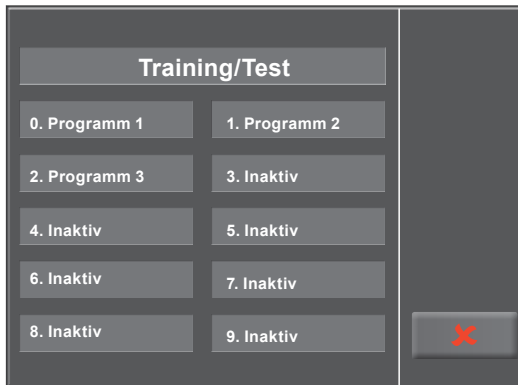 Training/Test
0. Programm 1
1. Programm 2
2. Programm 3
3. Inaktiv
4. Inaktiv
5. Inaktiv
6. Inaktiv
7. Inaktiv
8. Inaktiv
9. Inaktiv